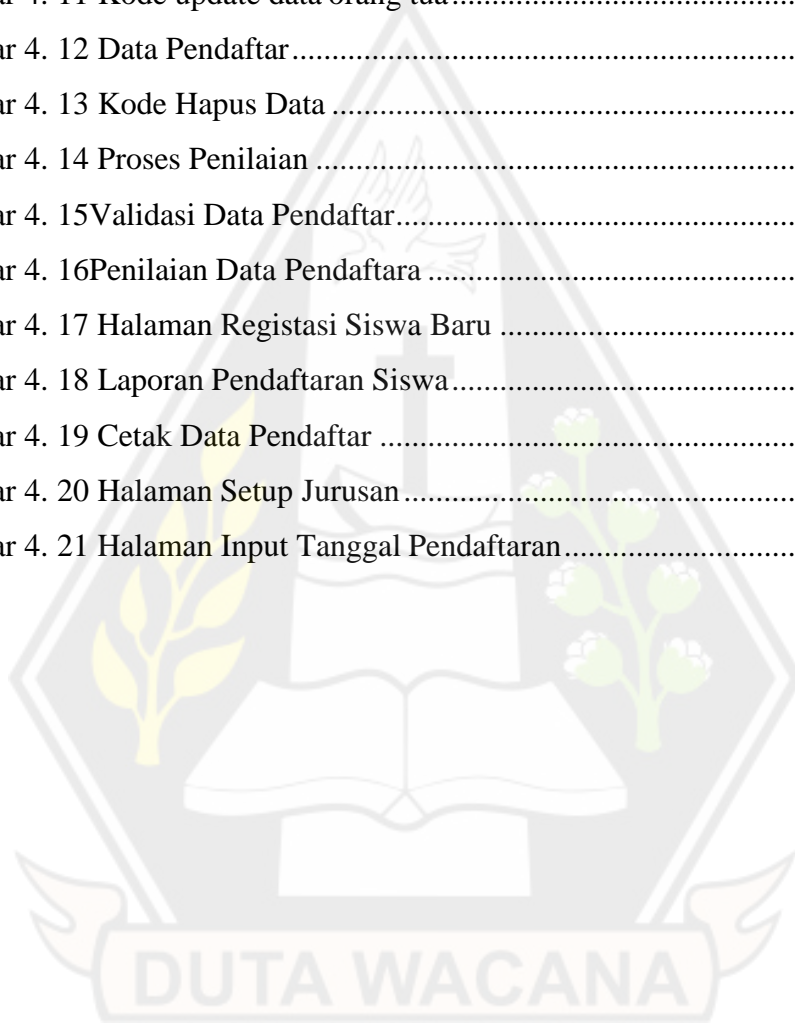 ar 4. 11 Kode update data orang tua........................................
ar 4. 12 Data Pendaftar..............................................................
ar 4. 13 Kode Hapus Data .........................................................
ar 4. 14 Proses Penilaian ...........................................................
ar 4. 15Validasi Data Pendaftar..................................................
ar 4. 16Penilaian Data Pendaftara ..............................................
ar 4. 17 Halaman Registasi Siswa Baru .....................................
ar 4. 18 Laporan Pendaftaran Siswa...........................................
ar 4. 19 Cetak Data Pendaftar ...................................................
ar 4. 20 Halaman Setup Jurusan.................................................
ar 4. 21 Halaman Input Tanggal Pendaftaran.............................
DUTA WACANA